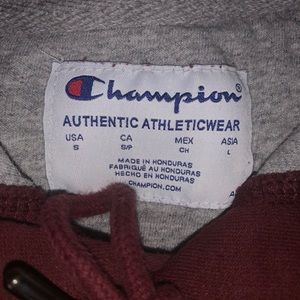 Champion
AUTHENTIC ATHLETICWEAR
USA CA MEX ASIA
S S/P CH L
MADE IN HONDURAS
FABRIQUÉ AU HONDURAS
HECHO EN HONDURAS
CHAMPION.COM